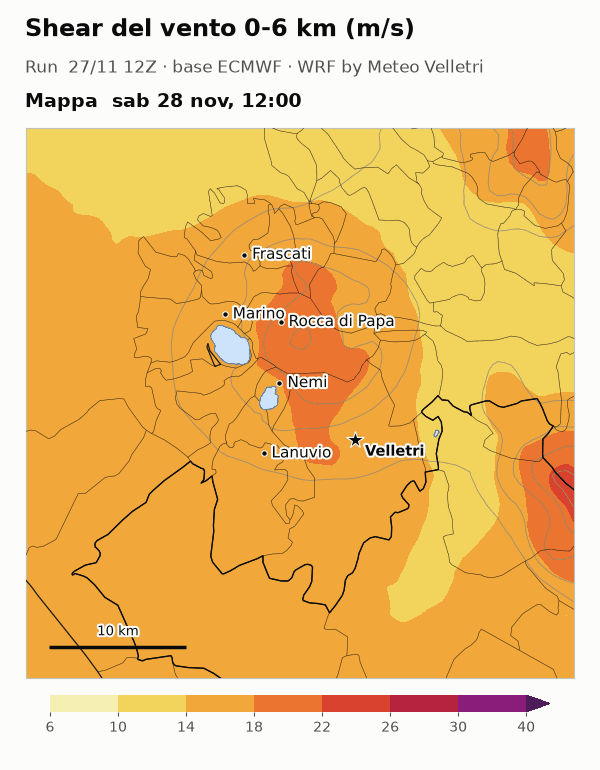 Shear del vento 0-6 km (m/s)
Run  27/11 12Z · base ECMWF · WRF by Meteo Velletri
Mappa  sab 28 nov, 12:00
Frascati
Marino
Rocca di Papa
Nemi
Velletri
Lanuvio
10 km
6 10 14 18 22 26 30 40